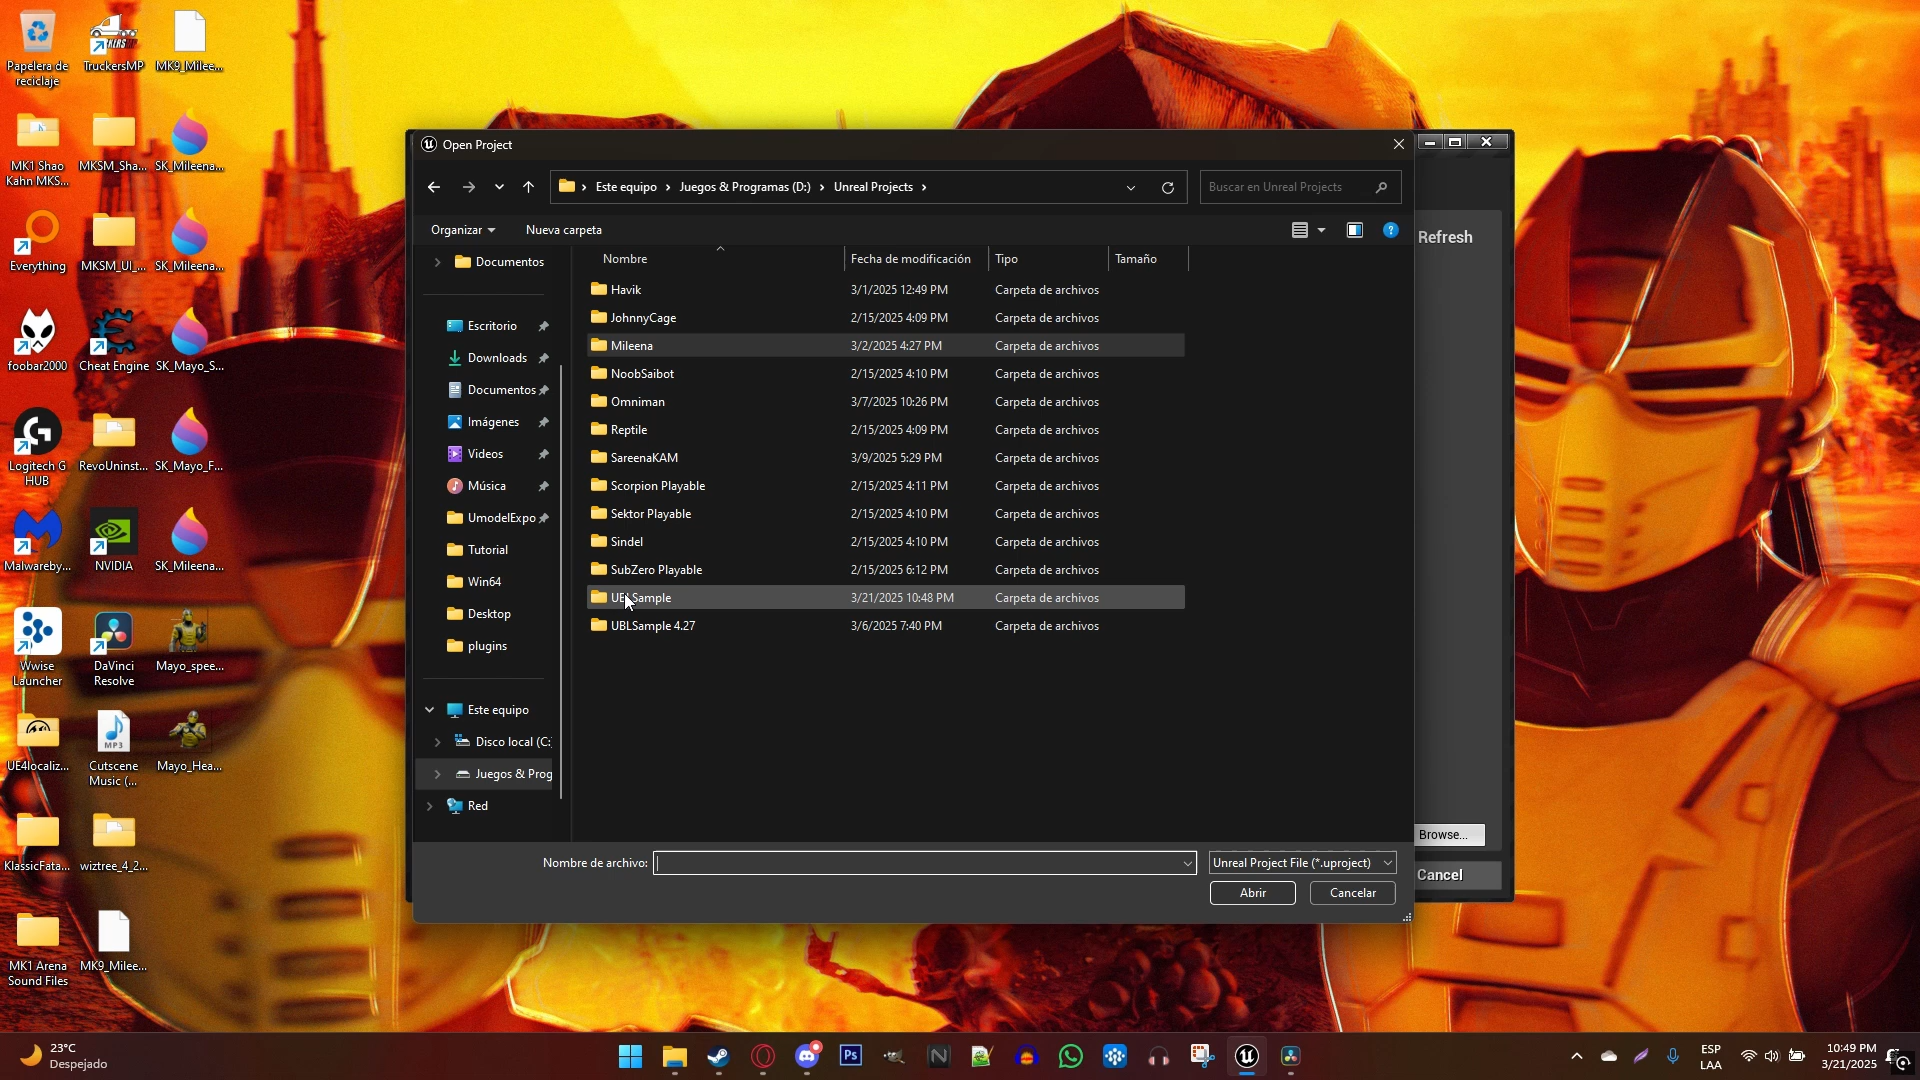 Papelera de
reciclaje
TruckersMP
MK9_Milee...
MK1 Shao
Kahn MKS...
MKSM_Sha...
SK_Mileena...
Everything
MKSM_UI_...
SK_Mileena...
foobar2000
Cheat Engine
SK_Mayo_S...
Logitech G
HUB
RevoUninst...
SK_Mayo_F...
Malwareby...
NVIDIA
SK_Mileena...
Wwise
Launcher
DaVinci
Resolve
Mayo_spee...
UE4localiz...
MP3
Cutscene
Music (...
Mayo_Hea...
KlassicFata...
wiztree_4_2...
MK1 Arena
Sound Files
MK9_Milee...
Open Project
Este equipo
Juegos & Programas (D:)
Unreal Projects
Buscar en Unreal Projects
Organizar
Nueva carpeta
Documentos
Escritorio
Downloads
Documentos
Imágenes
Videos
Música
UmodelExpo
Tutorial
Win64
Desktop
plugins
Este equipo
Disco local (C:
Juegos & Prog
Red
Nombre Fecha de modificación Tipo Tamaño
Havik 3/1/2025 12:49 PM Carpeta de archivos
JohnnyCage 2/15/2025 4:09 PM Carpeta de archivos
Mileena 3/2/2025 4:27 PM Carpeta de archivos
NoobSaibot 2/15/2025 4:10 PM Carpeta de archivos
Omniman 3/7/2025 10:26 PM Carpeta de archivos
Reptile 2/15/2025 4:09 PM Carpeta de archivos
SareenaKAM 3/9/2025 5:29 PM Carpeta de archivos
Scorpion Playable 2/15/2025 4:11 PM Carpeta de archivos
Sektor Playable 2/15/2025 4:10 PM Carpeta de archivos
Sindel 2/15/2025 4:10 PM Carpeta de archivos
SubZero Playable 2/15/2025 6:12 PM Carpeta de archivos
UBLSample 3/21/2025 10:48 PM Carpeta de archivos
UBLSample 4.27 3/6/2025 7:40 PM Carpeta de archivos
Nombre de archivo:
Unreal Project File (*.uproject)
Abrir
Cancelar
Refresh
Browse...
Cancel
23°C
Despejado
Ps
ESP
LAA
10:49 PM
3/21/2025